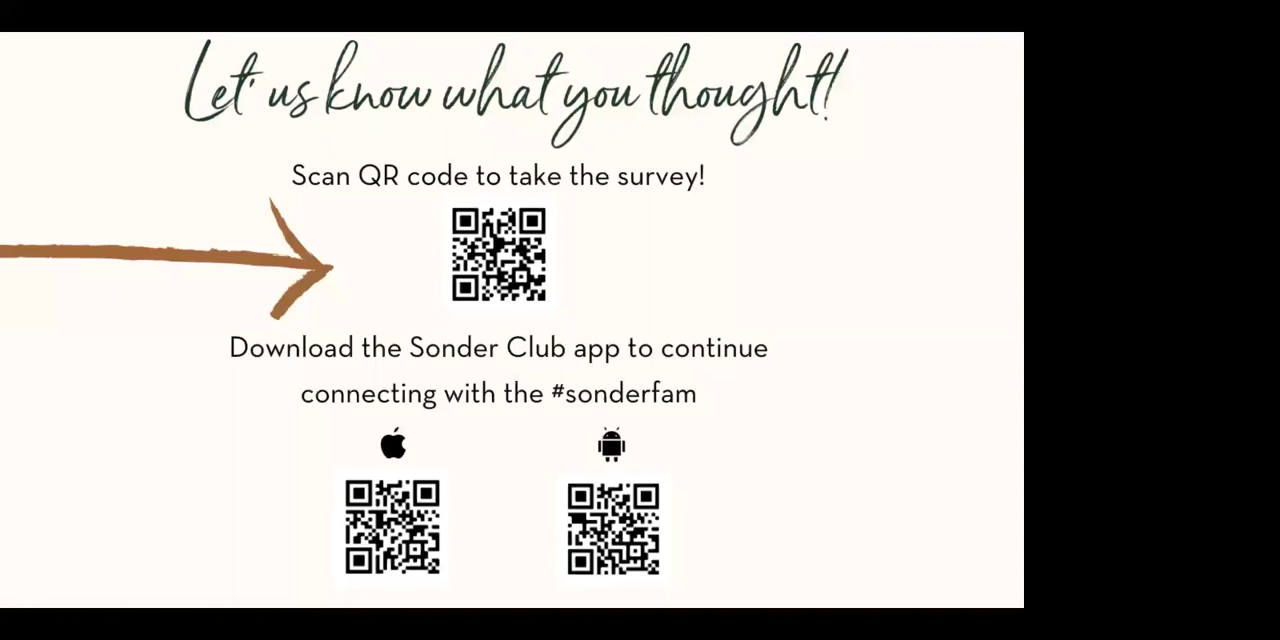 Let us know what you thought!
Scan QR code to take the survey!
Download the Sonder Club app to continue
connecting with the #sonderfam